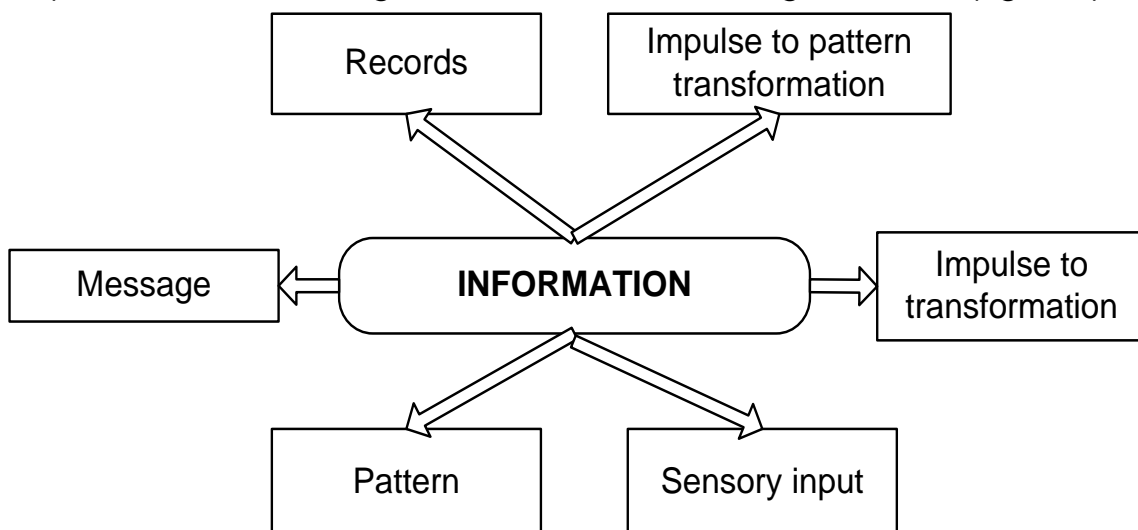 Records
Impulse to pattern
transformation
Message
INFORMATION
Impulse to
transformation
Pattern
Sensory input